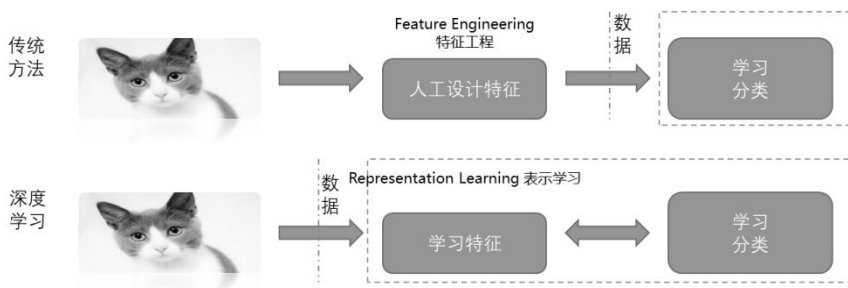 传统
方法
Feature Engineering
特征工程
人工设计特征
数
据
学习
分类
深度
学习
数
据
Representation Learning 表示学习
学习特征
学习
分类